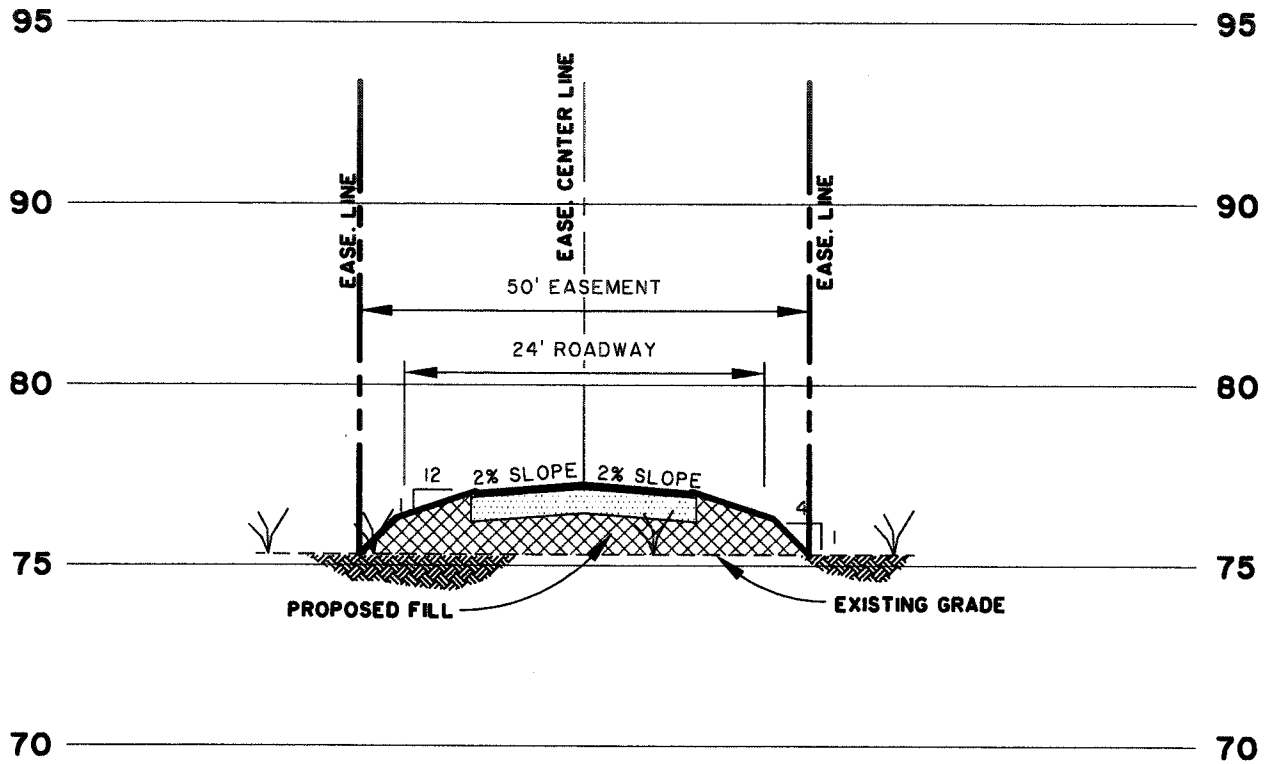 95 95
EASE. CENTER LINE
EASE. LINE
EASE. LINE
90 90
50' EASEMENT
24' ROADWAY
80 80
12
2% SLOPE 2% SLOPE
1
4
1
75 75
PROPOSED FILL
EXISTING GRADE
70 70